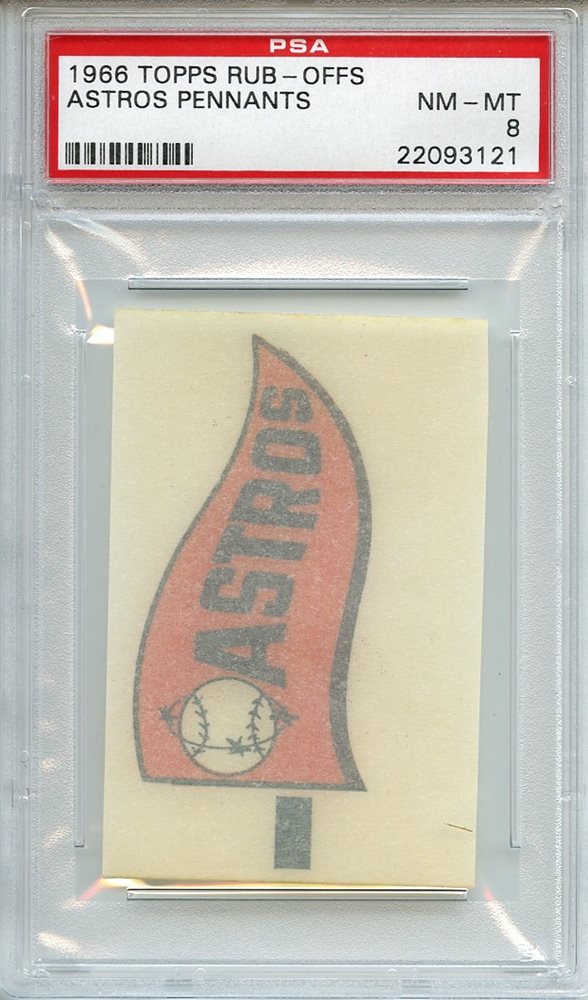 PSA
1966 TOPPS RUB-OFFS
ASTROS PENNANTS
NM-MT
8
22093121
ASTROS